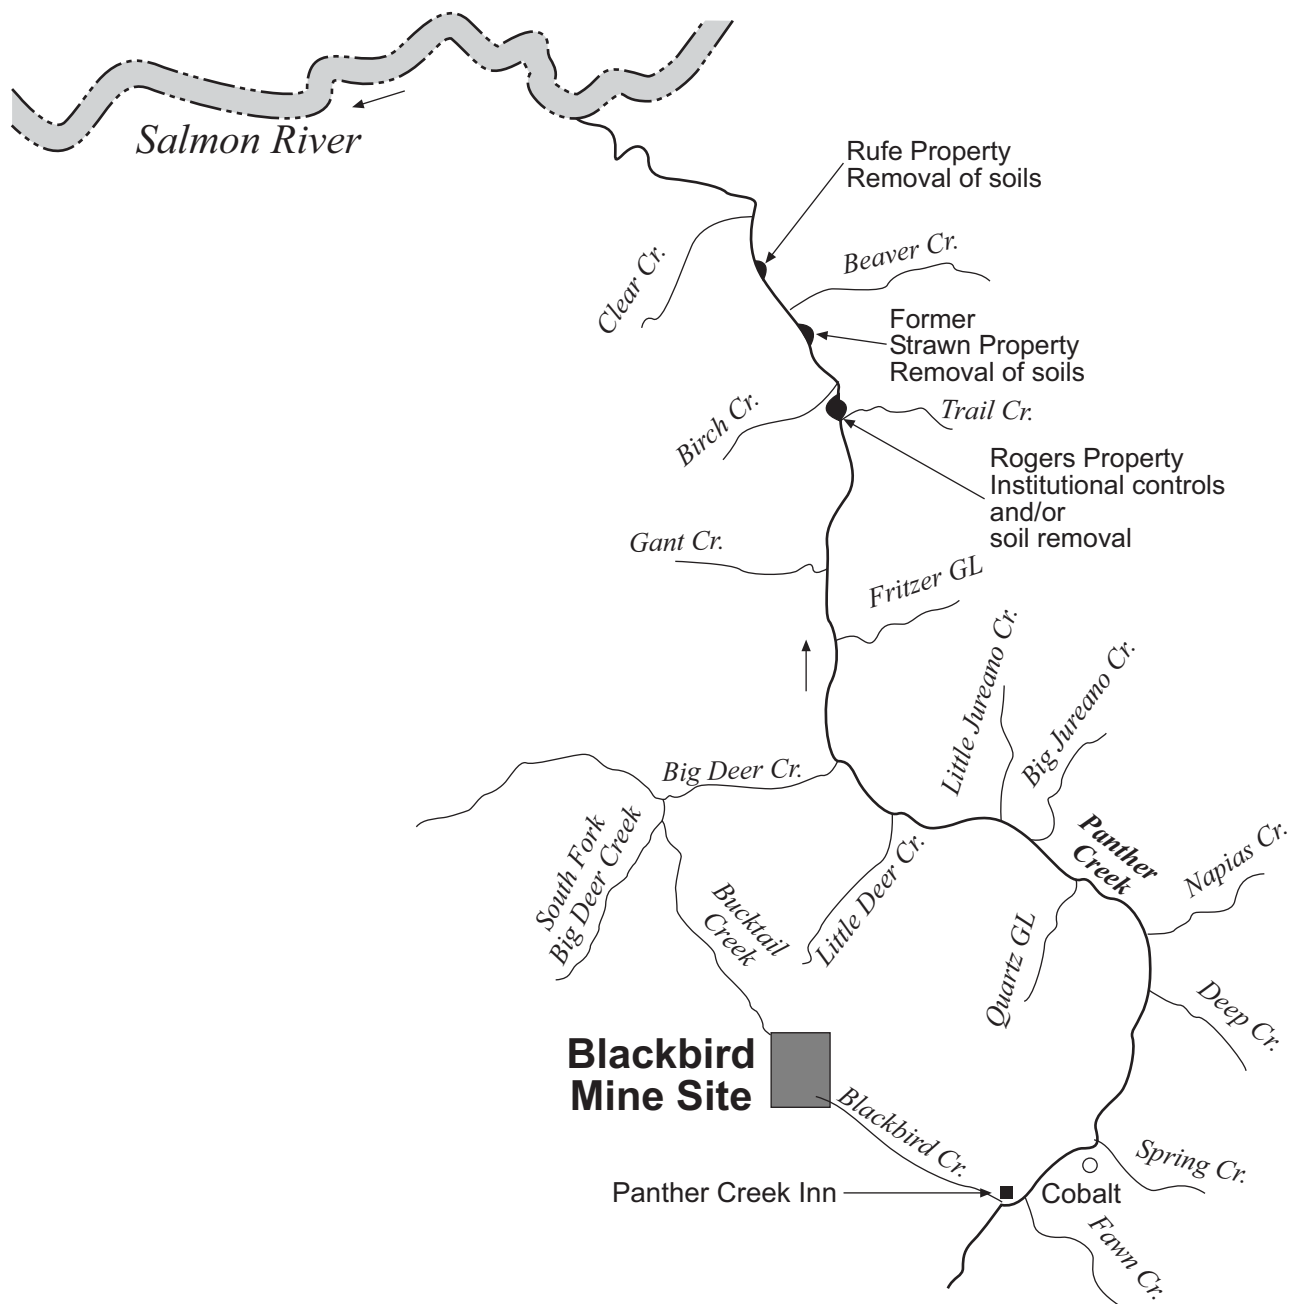 Salmon River
Rufe Property
Removal of soils
Clear Cr.
Beaver Cr.
Former
Strawn Property
Removal of soils
Birch Cr.
Trail Cr.
Rogers Property
Institutional controls
and/or
soil removal
Gant Cr.
Fritzer GL
Little Jureano Cr.
Big Jureano Cr.
Big Deer Cr.
South Fork
Big Deer Creek
Bucktail
Creek
Little Deer Cr.
Panther
Creek
Napias Cr.
Quartz GL
Deep Cr.
Blackbird
Mine Site
Blackbird Cr.
Spring Cr.
Panther Creek Inn
Cobalt
Fawn Cr.